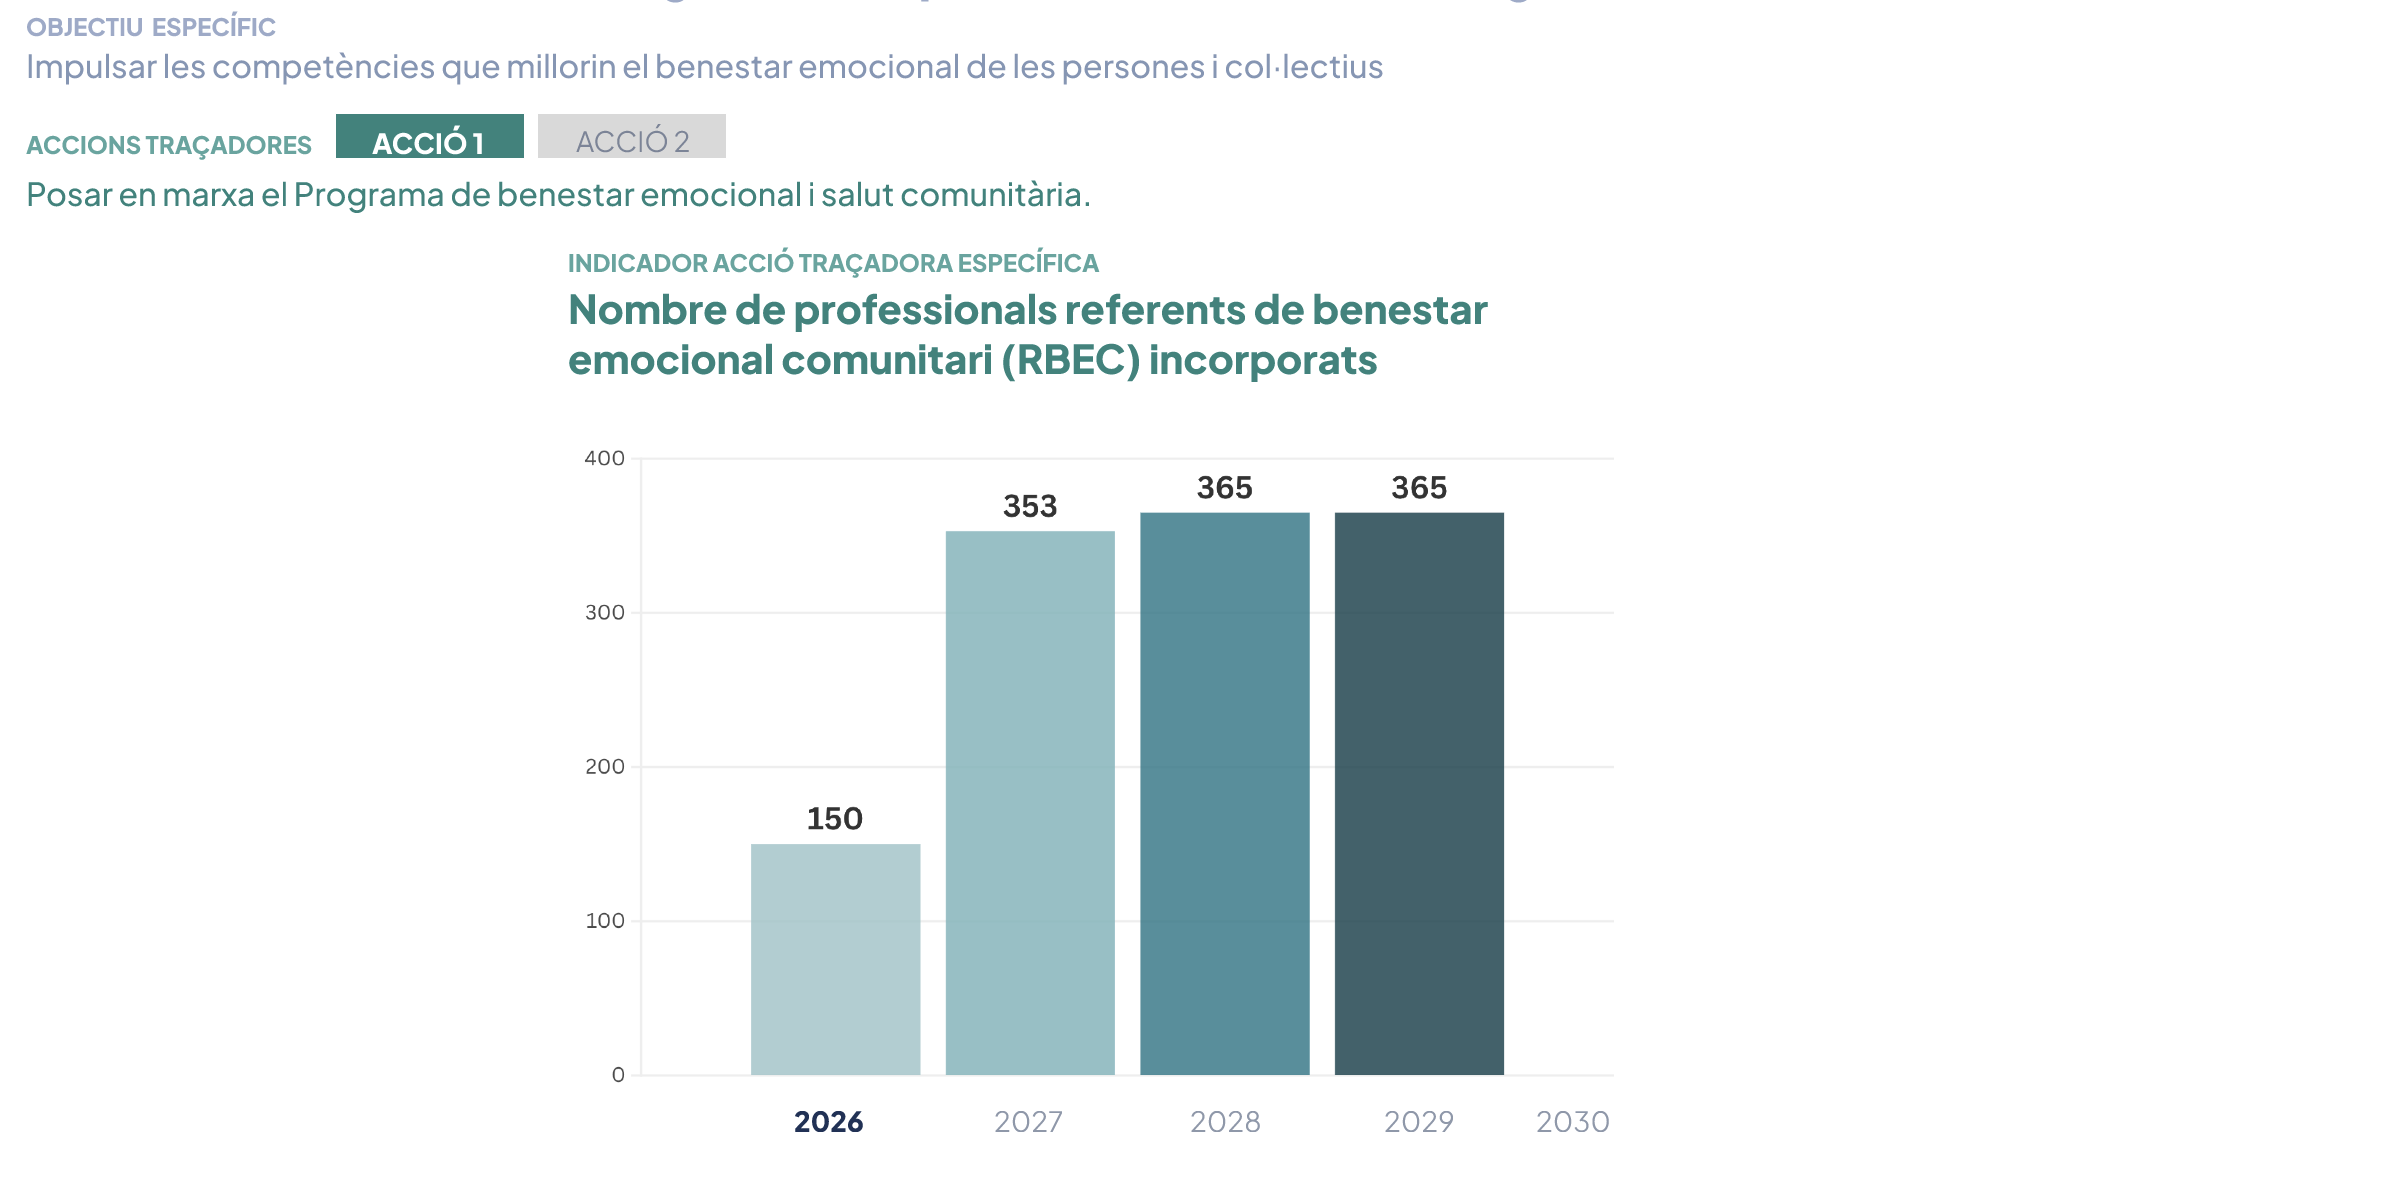 OBJECTIU ESPECÍFIC
Impulsar les competències que millorin el benestar emocional de les persones i col·lectius
ACCIONS TRAÇADORES ACCIÓ 1 ACCIÓ 2
Posar en marxa el Programa de benestar emocional i salut comunitària.
INDICADOR ACCIÓ TRAÇADORA ESPECÍFICA
Nombre de professionals referents de benestar
emocional comunitari (RBEC) incorporats
400
365 365
353
300
200
150
100
0
2026 2027 2028 2029 2030